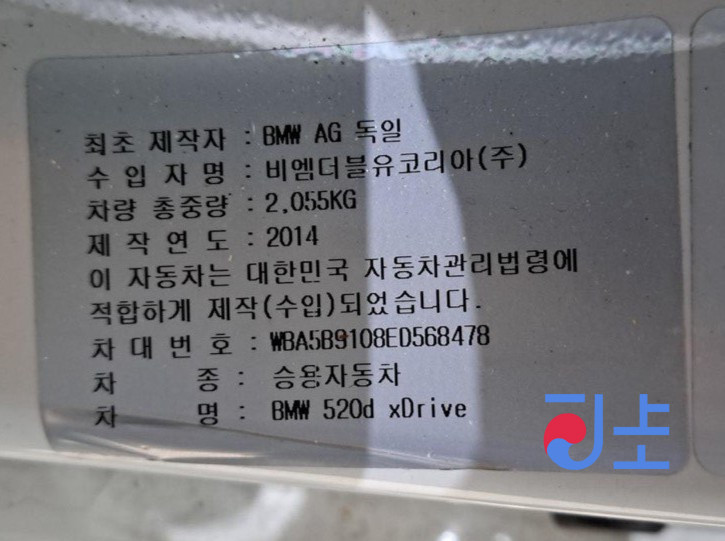 최초 제작자 : BMW AG 독일
수 입 자 명 : 비엠더블유코리아(주)
차량 총중량 : 2,055KG
제 작 연 도 : 2014
이 자동차는 대한민국 자동차관리법령에
적합하게 제작(수입)되었습니다.
차 대 번 호 : WBA5B9108ED568478
차 종 : 승용자동차
차 명 : BMW 520d xDrive